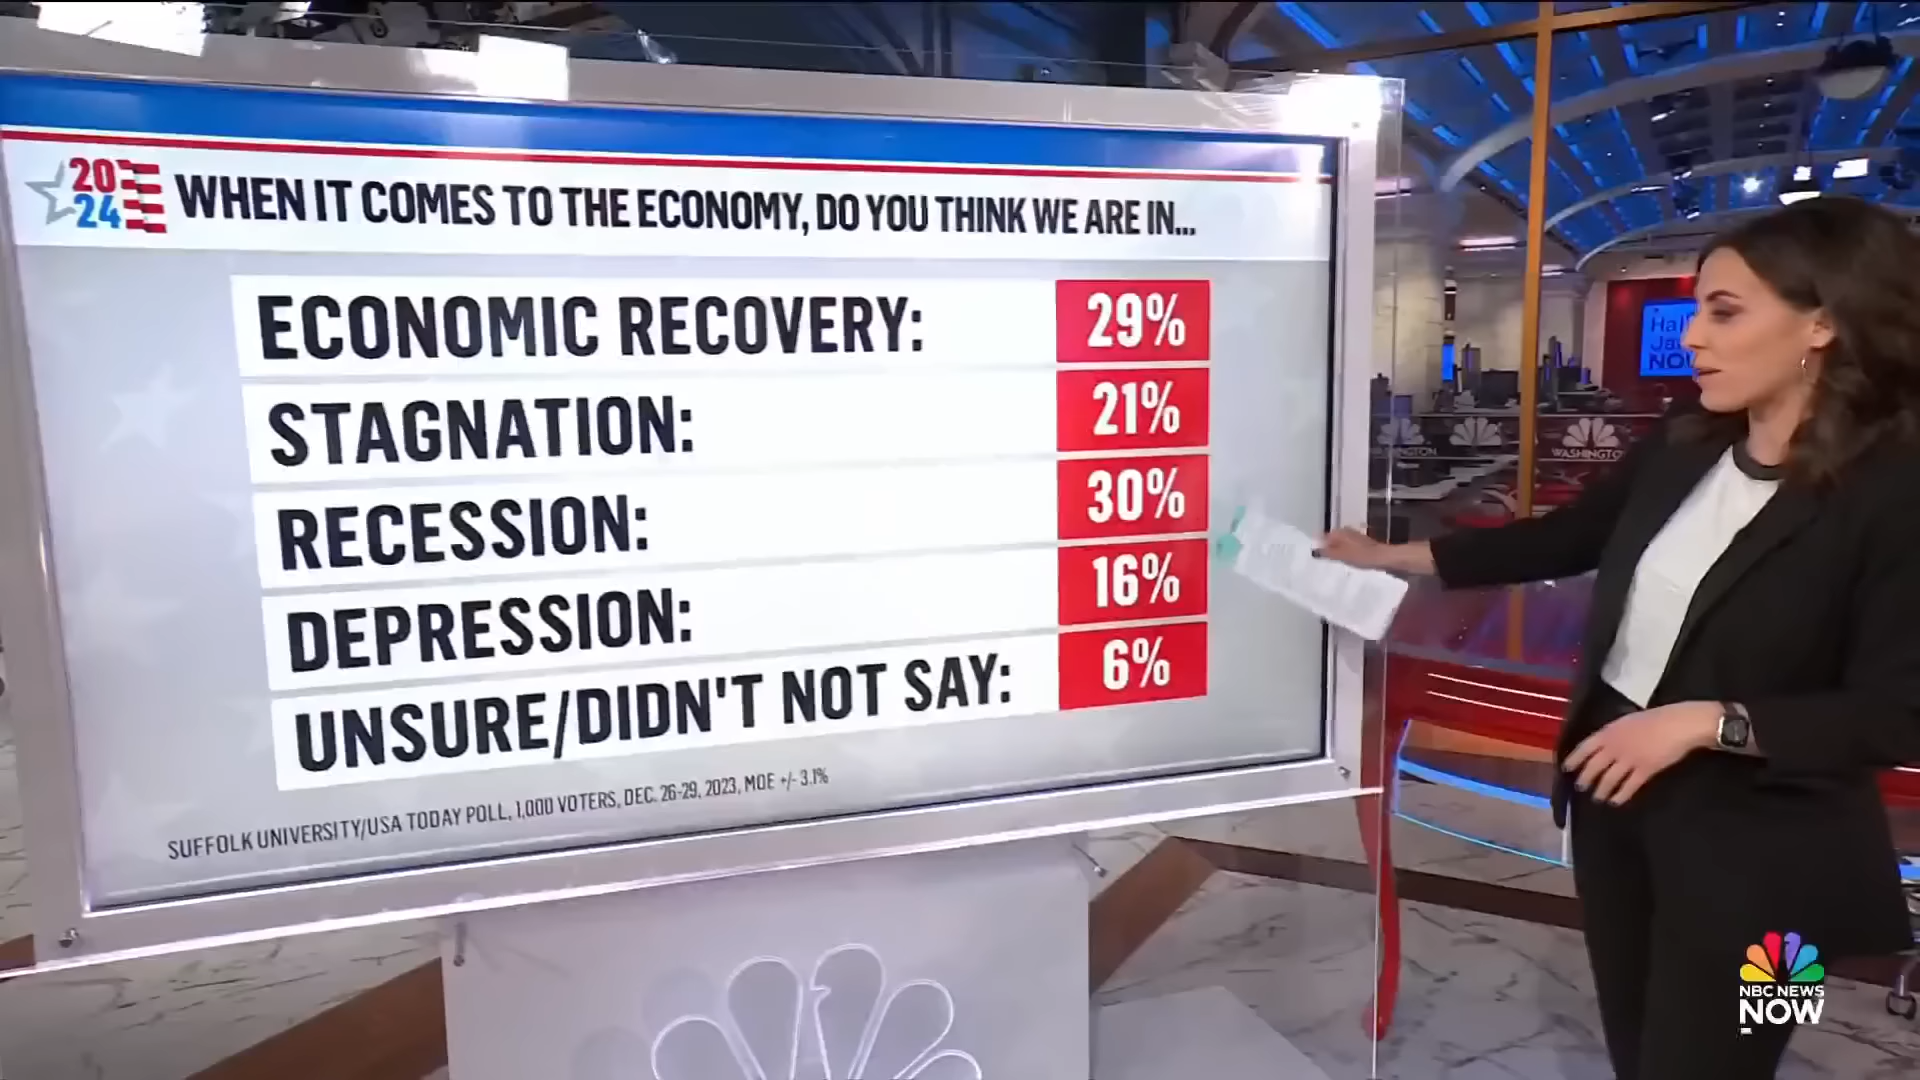 2024
WHEN IT COMES TO THE ECONOMY, DO YOU THINK WE ARE IN...
ECONOMIC RECOVERY: 29%
STAGNATION: 21%
RECESSION: 30%
DEPRESSION: 16%
UNSURE/DIDN'T NOT SAY: 6%
SUFFOLK UNIVERSITY/USA TODAY POLL, 1,000 VOTERS, DEC. 26-29, 2023, MOE +/- 3.1%
NOW
WASHINGTO
NBC NEWS
NOW